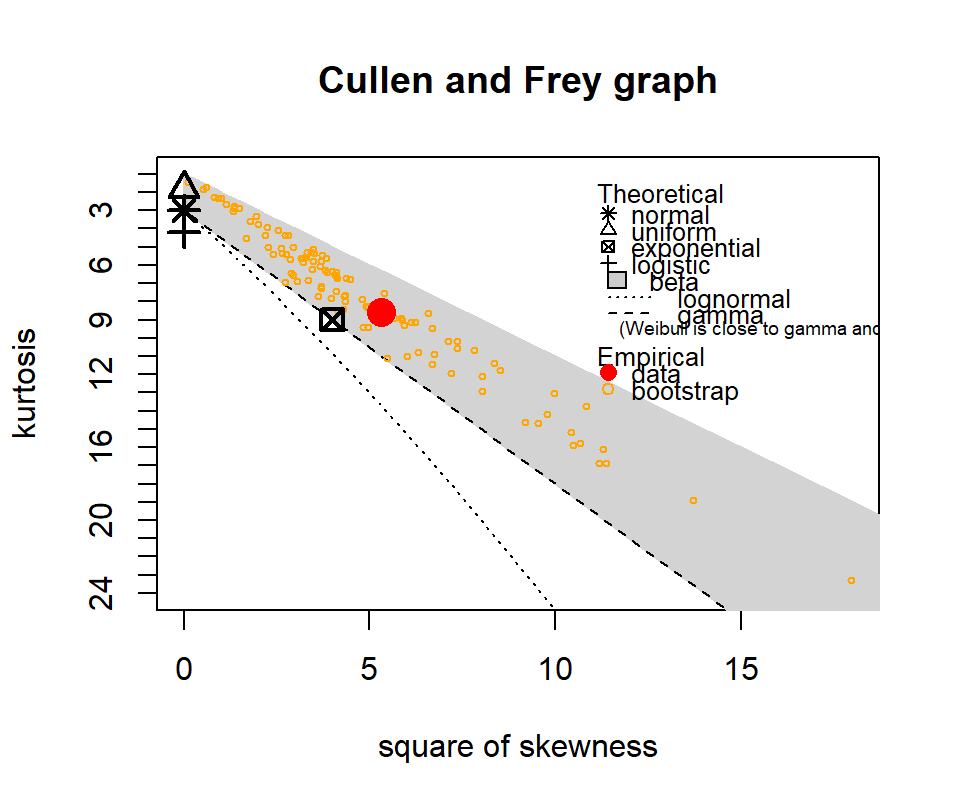 Cullen and Frey graph
kurtosis
3
6
9
12
16
20
24
Theoretical
normal
uniform
exponential
logistic
beta
lognormal
gamma
(Weibull is close to gamma and
Empirical
data
bootstrap
0 5 10 15
square of skewness